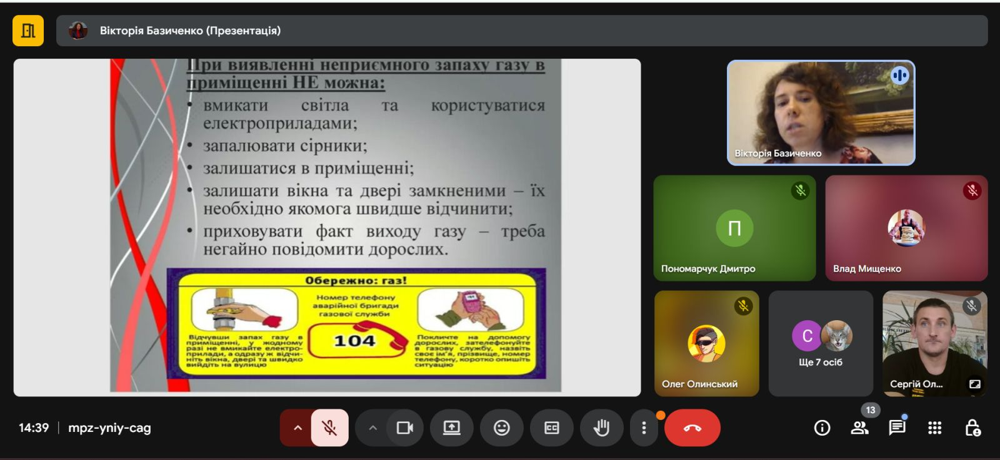 Вікторія Базиченко (Презентація)
При виявленні неприємного запаху газу в
приміщенні НЕ можна:
• вмикати світла та користуватися
електроприладами;
• запалювати сірники;
• залишатися в приміщенні;
• залишати вікна та двері замкненими – їх
необхідно якомога швидше відчинити;
• приховувати факт виходу газу – треба
негайно повідомити дорослих.
Обережно: газ!
Номер телефону
аварійної бригади
газової служби
104
Відчувши запах газу в
приміщенні, у жодному
разі не вмикайте електро-
прилади, а одразу ж відчи-
ніть вікна, двері та швидко
вийдіть на вулицю
Покличте на допомогу
дорослих, зателефонуйте
в газову службу, назвіть
своє ім’я, прізвище, номер
телефону, коротко опишіть
ситуацію
Вікторія Базиченко
П
Пономарчук Дмитро
Влад Мищенко
Олег Олинський
С
Ще 7 осіб
Сергій Ол...
14:39 | mpz-yniy-cag
CC
13